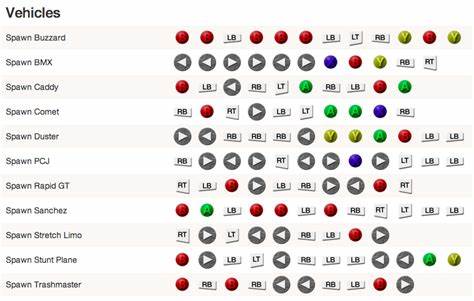 Vehicles
Spawn Buzzard B B LB B B B LB LT RB Y B Y
Spawn BMX B Y RB RT
Spawn Caddy B LB RB LT A RB LB B A
Spawn Comet RB B RT LB LT A A RB
Spawn Duster RB RB RB Y Y A B LB LB
Spawn PCJ RB RT LT LB LB
Spawn Rapid GT RT LB B LB RB B RT
Spawn Sanchez B A LB B B LB B RB RT LT LB LB
Spawn Stretch Limo RT LT RB LB B
Spawn Stunt Plane B LB LT RB LB LB A Y
Spawn Trashmaster B RB B RB RB B